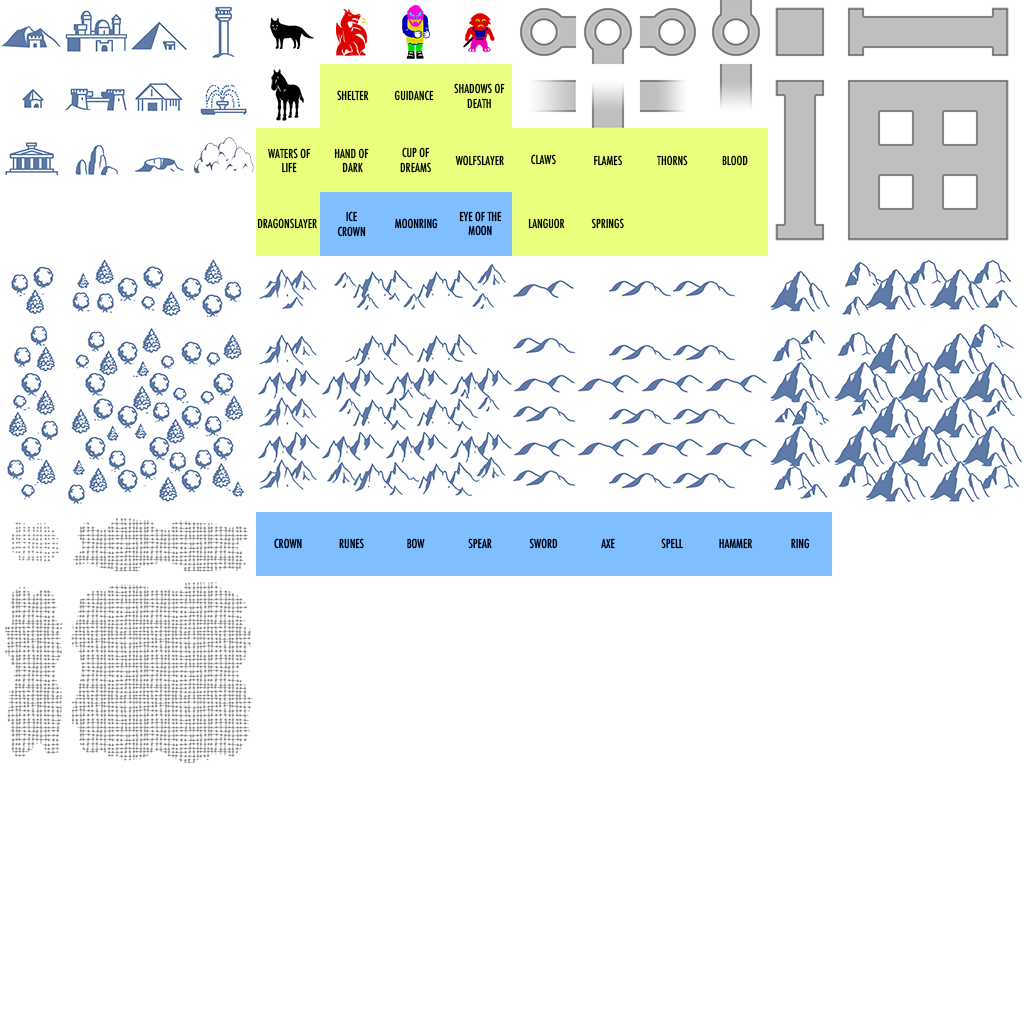 SHELTER
GUIDANCE
SHADOWS OF
DEATH
WATERS OF
LIFE
HAND OF
DARK
CUP OF
DREAMS
WOLFSLAYER
CLAWS
FLAMES
THORNS
BLOOD
DRAGONSLAYER
ICE
CROWN
MOONRING
EYE OF THE
MOON
LANGUOR
SPRINGS
CROWN
RUNES
BOW
SPEAR
SWORD
AXE
SPELL
HAMMER
RING